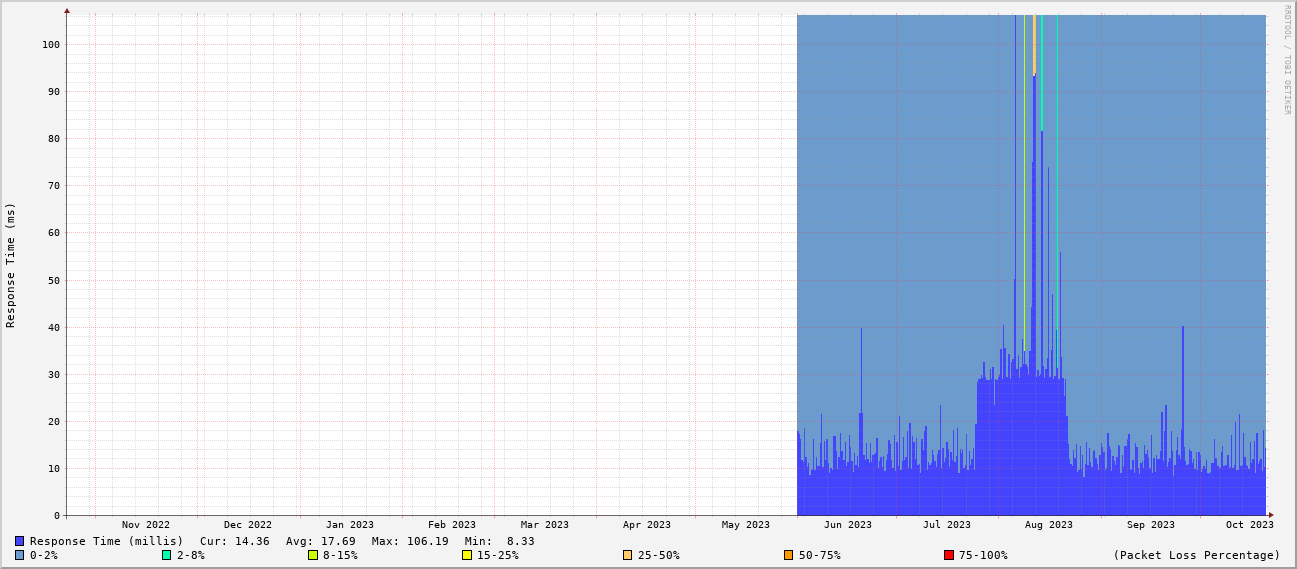 RRDTOOL / TOBI OETIKER
Response Time (ms)
100
90
80
70
60
50
40
30
20
10
0
Nov 2022 Dec 2022 Jan 2023 Feb 2023 Mar 2023 Apr 2023 May 2023 Jun 2023 Jul 2023 Aug 2023 Sep 2023 Oct 2023
Response Time (millis) Cur: 14.36 Avg: 17.69 Max: 106.19 Min: 8.33
0-2% 2-8% 8-15% 15-25% 25-50% 50-75% 75-100% (Packet Loss Percentage)